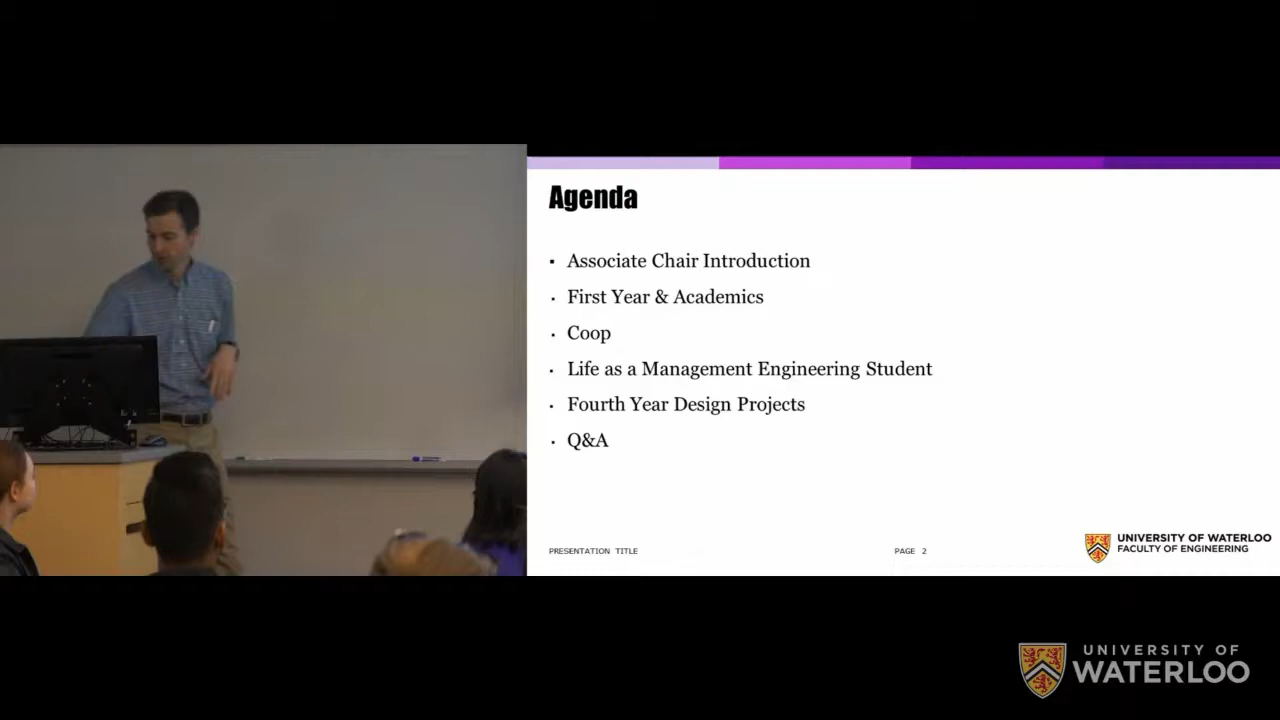 Agenda
▪ Associate Chair Introduction
▪ First Year & Academics
▪ Coop
▪ Life as a Management Engineering Student
▪ Fourth Year Design Projects
▪ Q&A
PRESENTATION TITLE
PAGE 2
UNIVERSITY OF WATERLOO
FACULTY OF ENGINEERING
UNIVERSITY OF
WATERLOO